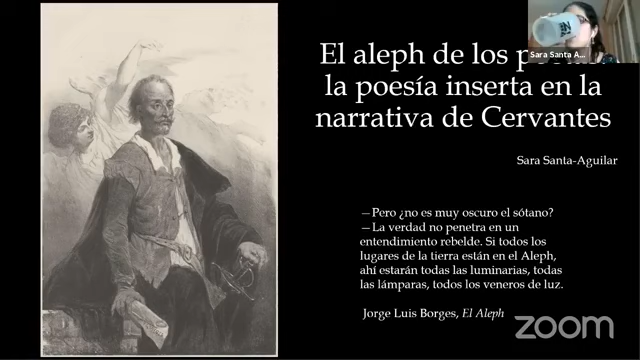 El aleph de los
la poesía inserta en la
narrativa de Cervantes
Sara Santa A...
Sara Santa-Aguilar
—Pero ¿no es muy oscuro el sótano?
—La verdad no penetra en un
entendimiento rebelde. Si todos los
lugares de la tierra están en el Aleph,
ahí estarán todas las luminarias, todas
las lámparas, todos los veneros de luz.
Jorge Luis Borges, El Aleph
zoom